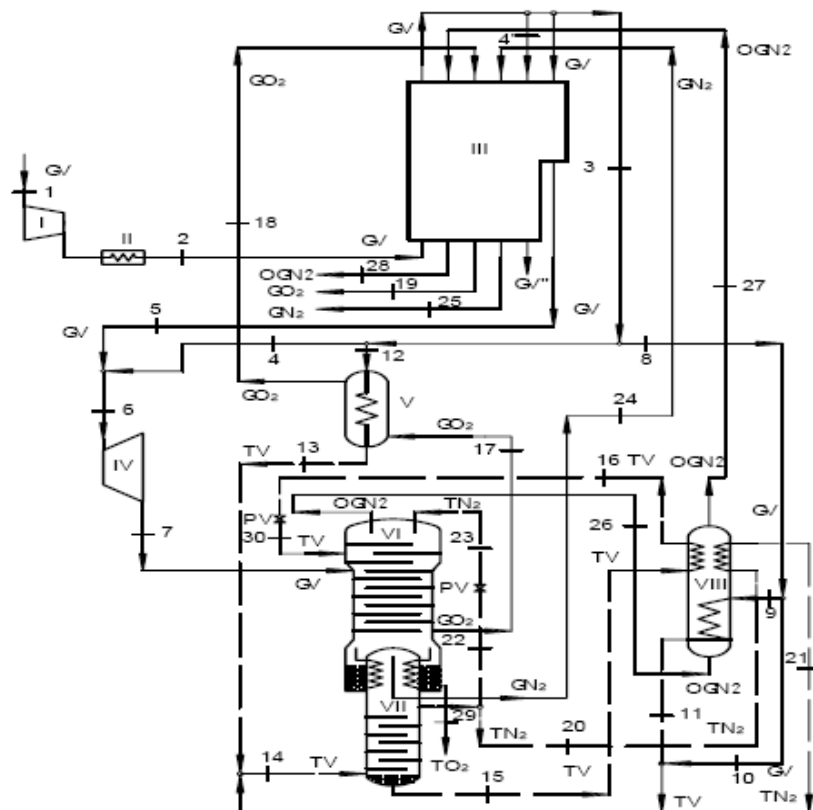 GV
4'
OGN2
GO₂
GV
GN₂
III
3
GV
1
I
18
II
2
GV
28
OGN2
GV''
19
GO₂
25
GN₂
27
5
GV
GV
4
12
8
6
GO₂
V
24
GO₂
13
TV
17
16
TV
OGN2
IV
PV
OGN2
TN₂
26
GV
7
30
VI
23
TV
TV
GV
PV
VIII
9
GO₂
22
21
GN₂
OGN2
VII
29
11
TN₂
TN₂
20
14
TV
TO₂
15
TV
10
GV
TV
TN₂